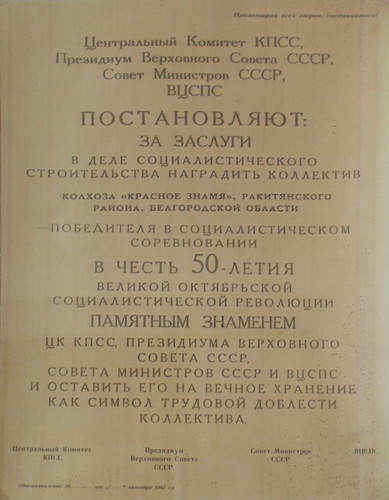 Пролетарии всех стран, соединяйтесь!
Центральный Комитет КПСС,
Президиум Верховного Совета СССР,
Совет Министров СССР,
ВЦСПС
ПОСТАНОВЛЯЮТ:
ЗА ЗАСЛУГИ
В ДЕЛЕ СОЦИАЛИСТИЧЕСКОГО
СТРОИТЕЛЬСТВА НАГРАДИТЬ КОЛЛЕКТИВ
КОЛХОЗА «КРАСНОЕ ЗНАМЯ», РАКИТЯНСКОГО
РАЙОНА, БЕЛГОРОДСКОЙ ОБЛАСТИ
—ПОБЕДИТЕЛЯ В СОЦИАЛИСТИЧЕСКОМ
СОРЕВНОВАНИИ
В ЧЕСТЬ 50-ЛЕТИЯ
ВЕЛИКОЙ ОКТЯБРЬСКОЙ
СОЦИАЛИСТИЧЕСКОЙ РЕВОЛЮЦИИ
ПАМЯТНЫМ ЗНАМЕНЕМ
ЦК КПСС, ПРЕЗИДИУМА ВЕРХОВНОГО
СОВЕТА СССР,
СОВЕТА МИНИСТРОВ СССР И ВЦСПС
И ОСТАВИТЬ ЕГО НА ВЕЧНОЕ ХРАНЕНИЕ
КАК СИМВОЛ ТРУДОВОЙ ДОБЛЕСТИ
КОЛЛЕКТИВА.
Центральный Комитет
КПСС
Президиум
Верховного Совета
СССР
Совет Министров
СССР
ВЦСПС
октября 1967 г.